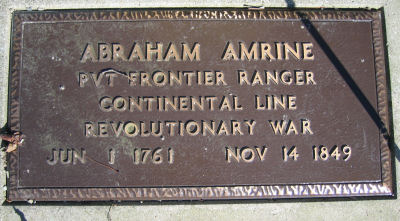 ABRAHAM AMRINE
PVT FRONTIER RANGER
CONTINENTAL LINE
REVOLUTIONARY WAR
JUN 1 1761 NOV 14 1849